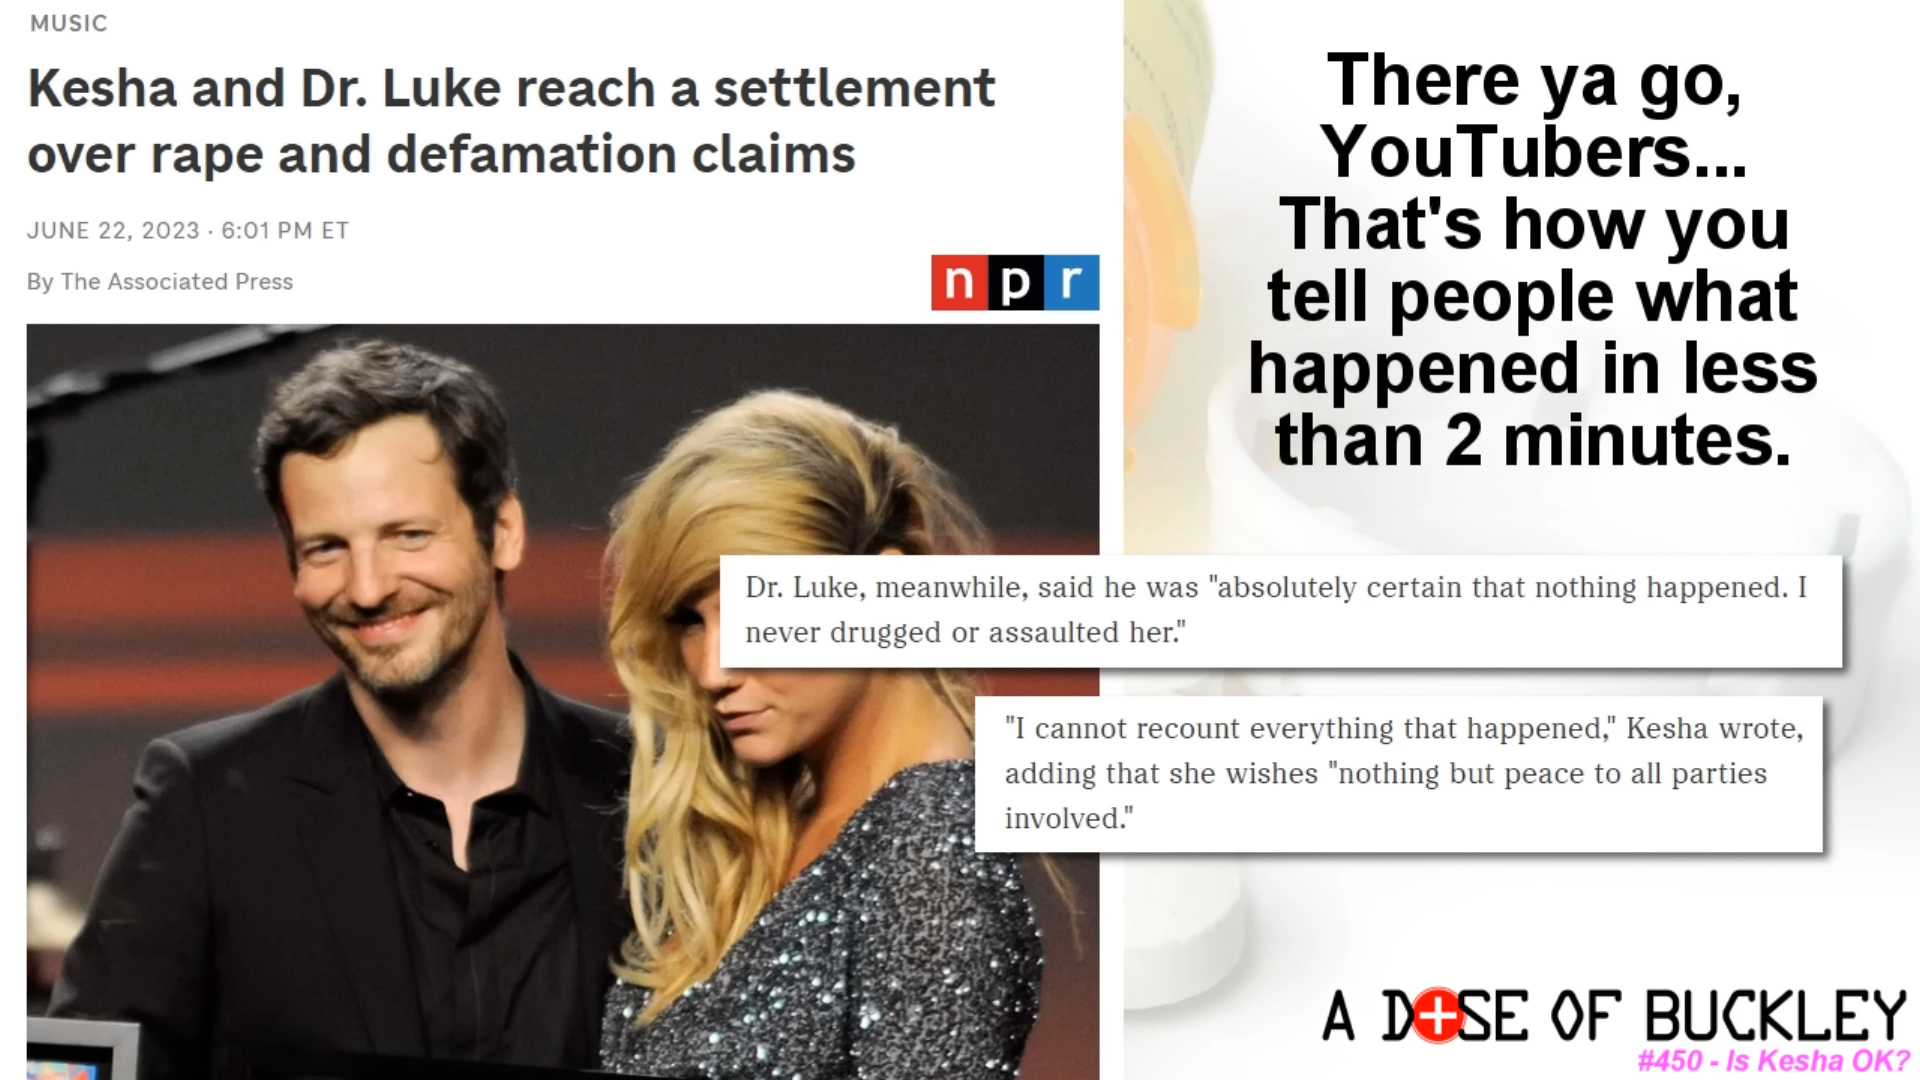 MUSIC
Kesha and Dr. Luke reach a settlement
over rape and defamation claims
JUNE 22, 2023 · 6:01 PM ET
By The Associated Press
npr
There ya go,
YouTubers...
That's how you
tell people what
happened in less
than 2 minutes.
Dr. Luke, meanwhile, said he was "absolutely certain that nothing happened. I
never drugged or assaulted her."
"I cannot recount everything that happened," Kesha wrote,
adding that she wishes "nothing but peace to all parties
involved."
A DOSE OF BUCKLEY
#450 - Is Kesha OK?